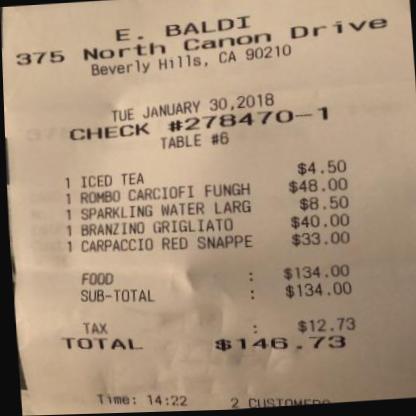 E. BALDI
375 North Canon Drive
Beverly Hills, CA 90210
TUE JANUARY 30,2018
CHECK #278470-1
TABLE #6
1 ICED TEA $4.50
1 ROMBO CARCIOFI FUNGH $48.00
1 SPARKLING WATER LARG $8.50
1 BRANZINO GRIGLIATO $40.00
1 CARPACCIO RED SNAPPE $33.00
FOOD : $134.00
SUB-TOTAL : $134.00
TAX : $12.73
TOTAL $146.73
Time: 14:22 2 CUSTOMERS